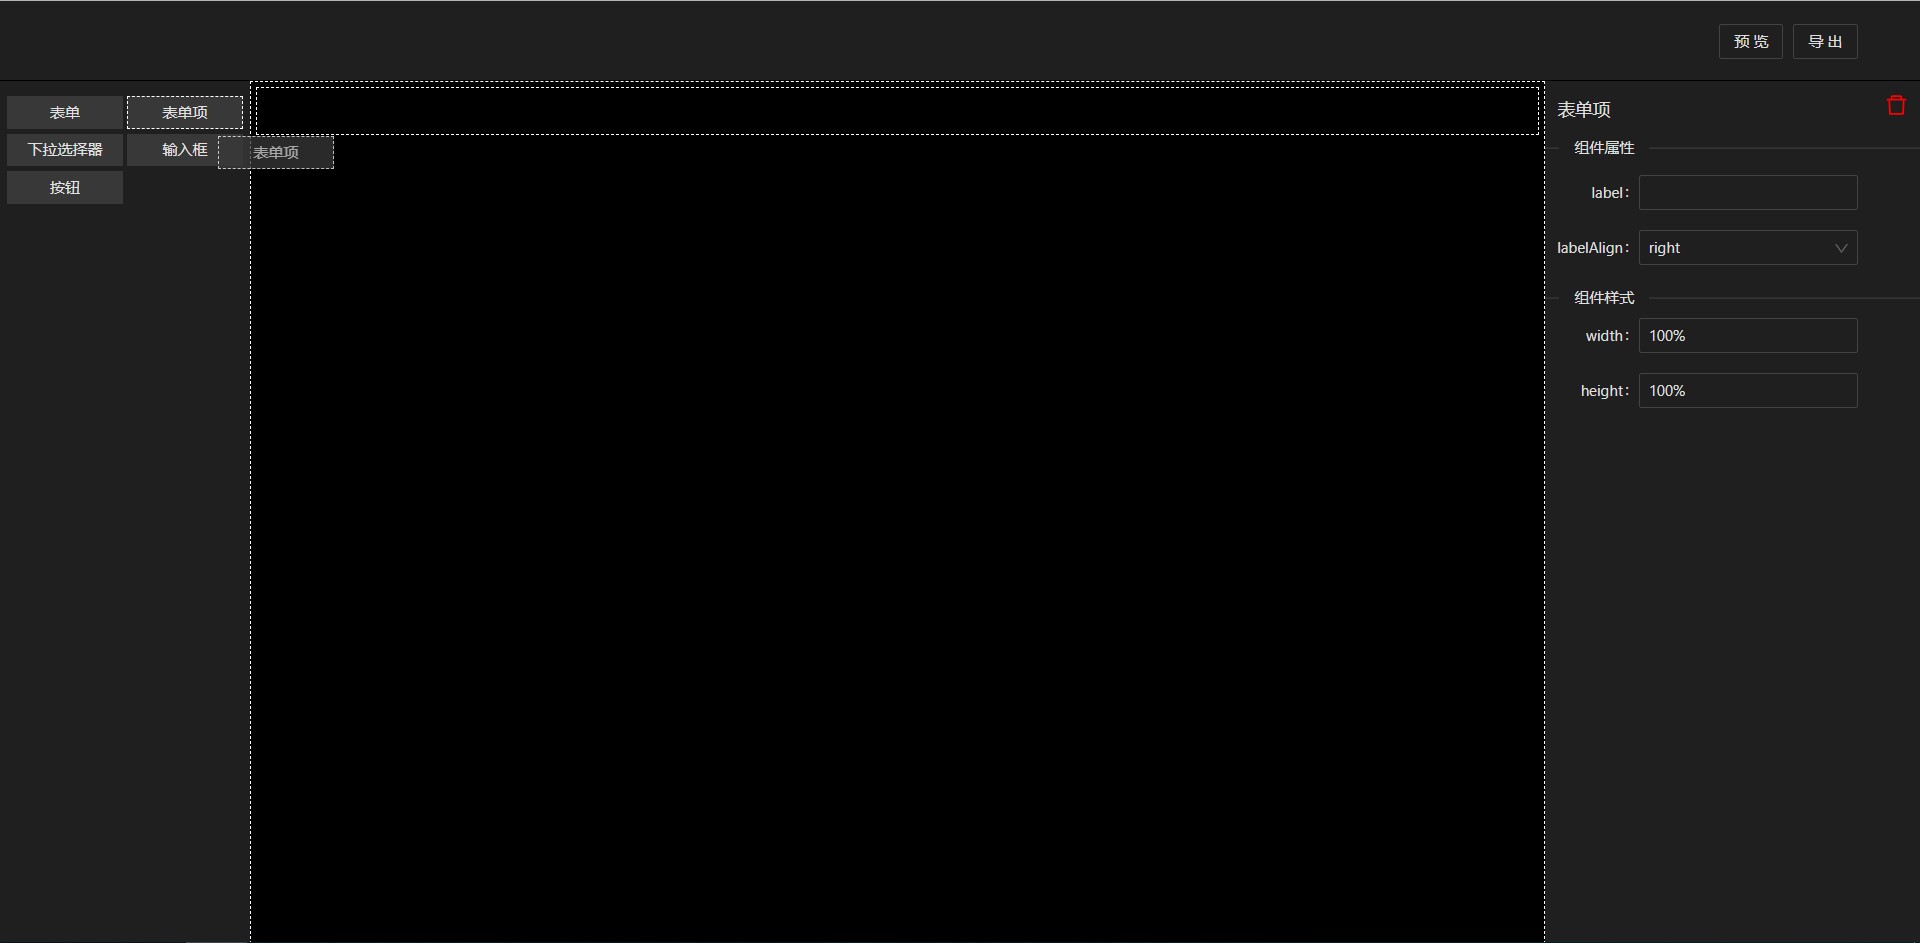 预 览
导 出
表单
表单项
下拉选择器
输入框
表单项
按钮
表单项
组件属性
label:
labelAlign:
right
组件样式
width:
100%
height:
100%